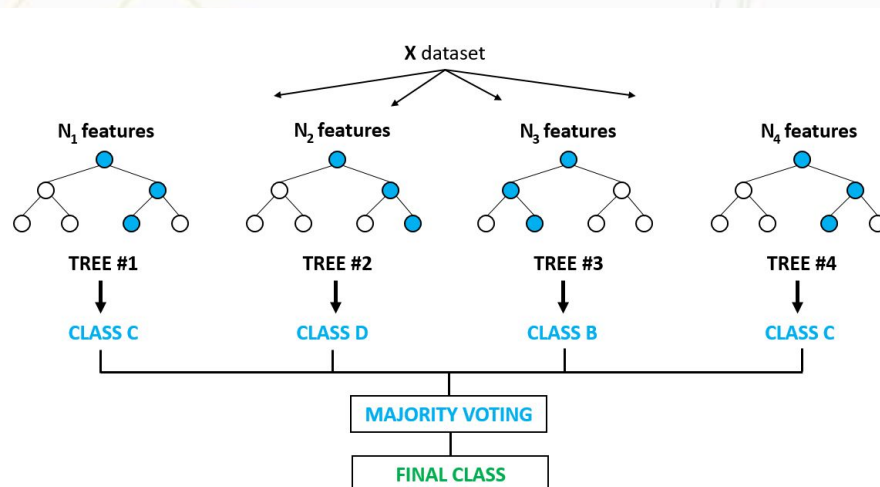 X dataset
N₁ features
N₂ features
N₃ features
N₄ features
TREE #1
TREE #2
TREE #3
TREE #4
CLASS C
CLASS D
CLASS B
CLASS C
MAJORITY VOTING
FINAL CLASS